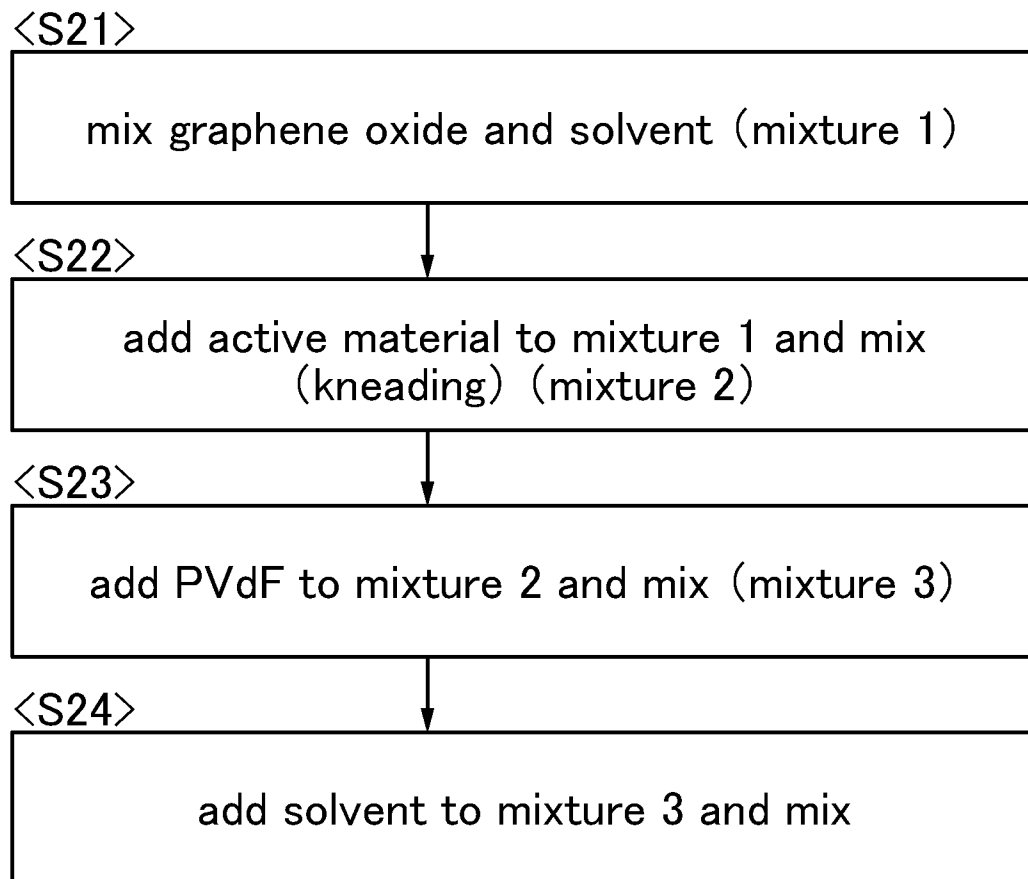 <S21>
mix graphene oxide and solvent (mixture 1)
<S22>
add active material to mixture 1 and mix
(kneading) (mixture 2)
<S23>
add PVdF to mixture 2 and mix (mixture 3)
<S24>
add solvent to mixture 3 and mix